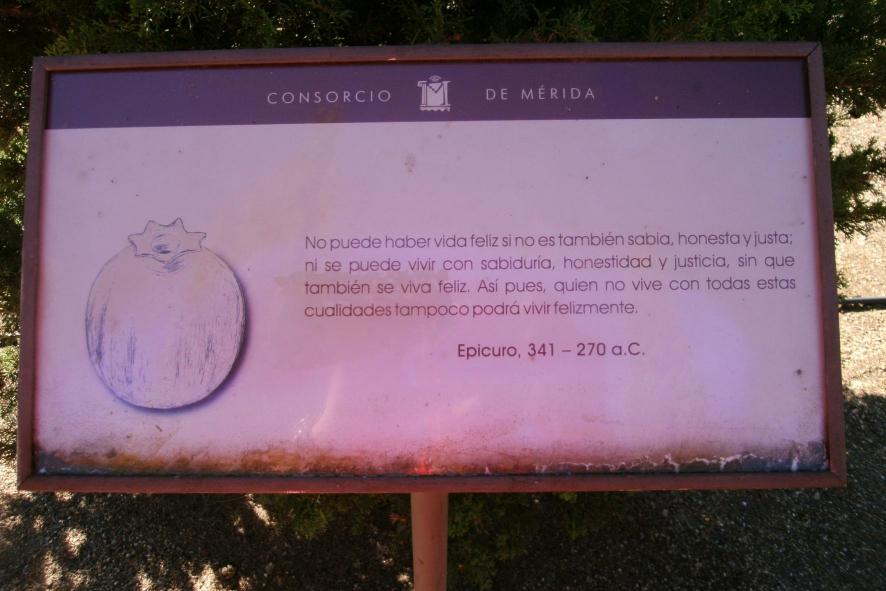 CONSORCIO DE MÉRIDA
No puede haber vida feliz si no es también sabia, honesta y justa;
ni se puede vivir con sabiduría, honestidad y justicia, sin que
también se viva feliz. Así pues, quien no vive con todas estas
cualidades tampoco podrá vivir felizmente.
Epicuro, 341 – 270 a.C.